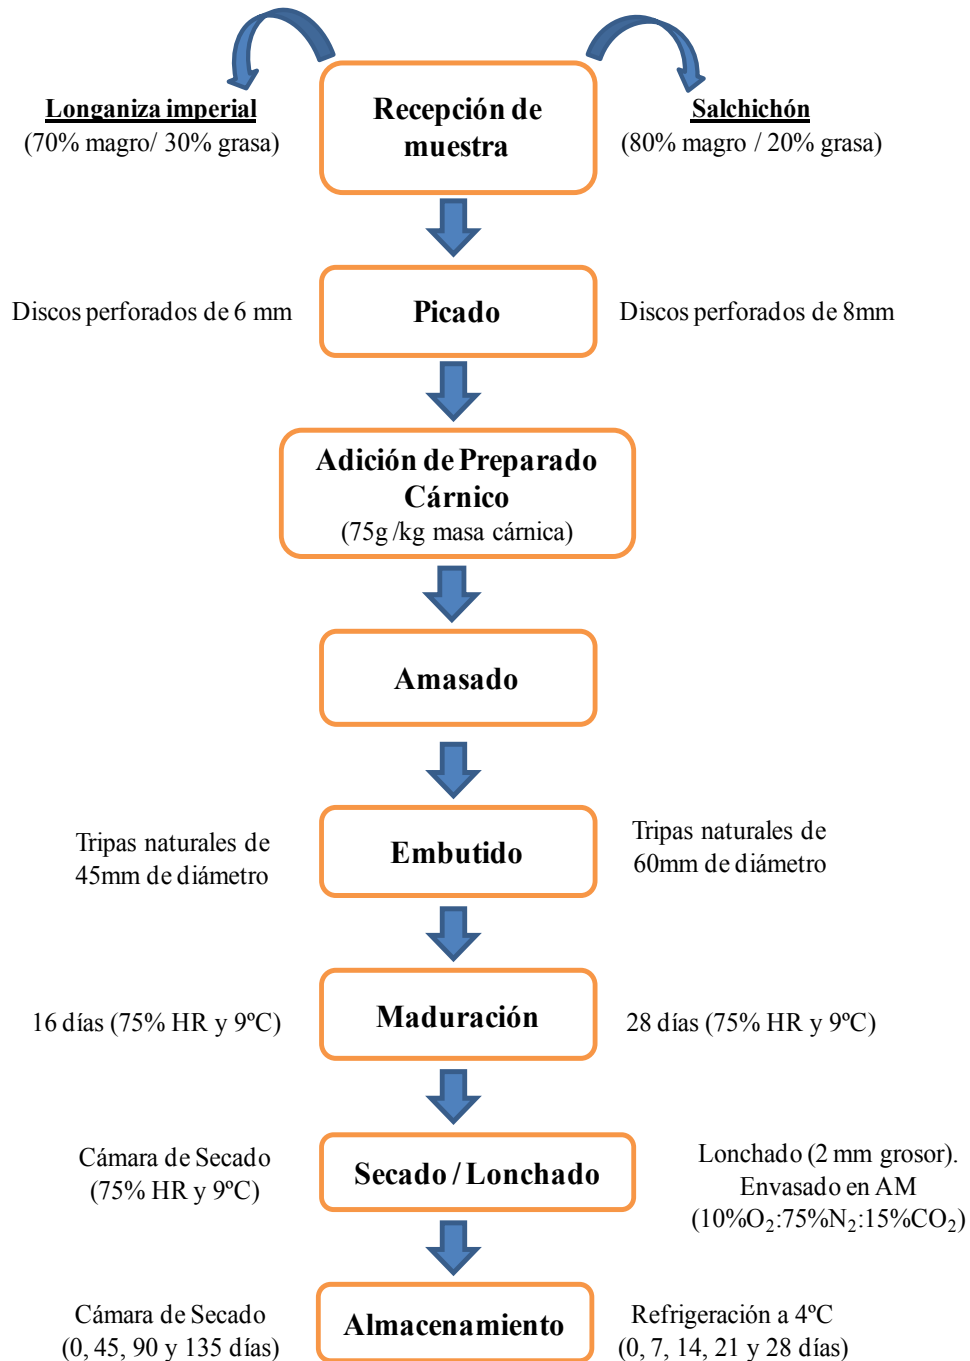 Longaniza imperial
(70% magro/ 30% grasa)
Recepción de
muestra
Salchichón
(80% magro / 20% grasa)
Discos perforados de 6 mm
Picado
Discos perforados de 8mm
Adición de Preparado
Cárnico
(75g /kg masa cárnica)
Amasado
Tripas naturales de
45mm de diámetro
Embutido
Tripas naturales de
60mm de diámetro
16 días (75% HR y 9ºC)
Maduración
28 días (75% HR y 9ºC)
Cámara de Secado
(75% HR y 9ºC)
Secado / Lonchado
Lonchado (2 mm grosor).
Envasado en AM
(10%O₂:75%N₂:15%CO₂)
Cámara de Secado
(0, 45, 90 y 135 días)
Almacenamiento
Refrigeración a 4ºC
(0, 7, 14, 21 y 28 días)